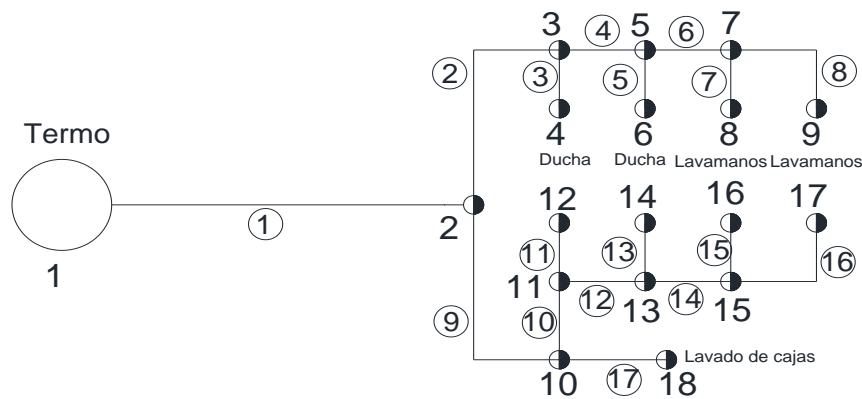 3 ④ 5 ⑥ 7
② ③ ⑤ ⑦ ⑧
Termo
4 6 8 9
Ducha Ducha Lavamanos Lavamanos
12 14 16 17
2 ①
1
⑪ ⑬ ⑮ ⑯
11 ⑫ 13 ⑭ 15
⑨ ⑩
Lavado de cajas
10 ⑰ 18